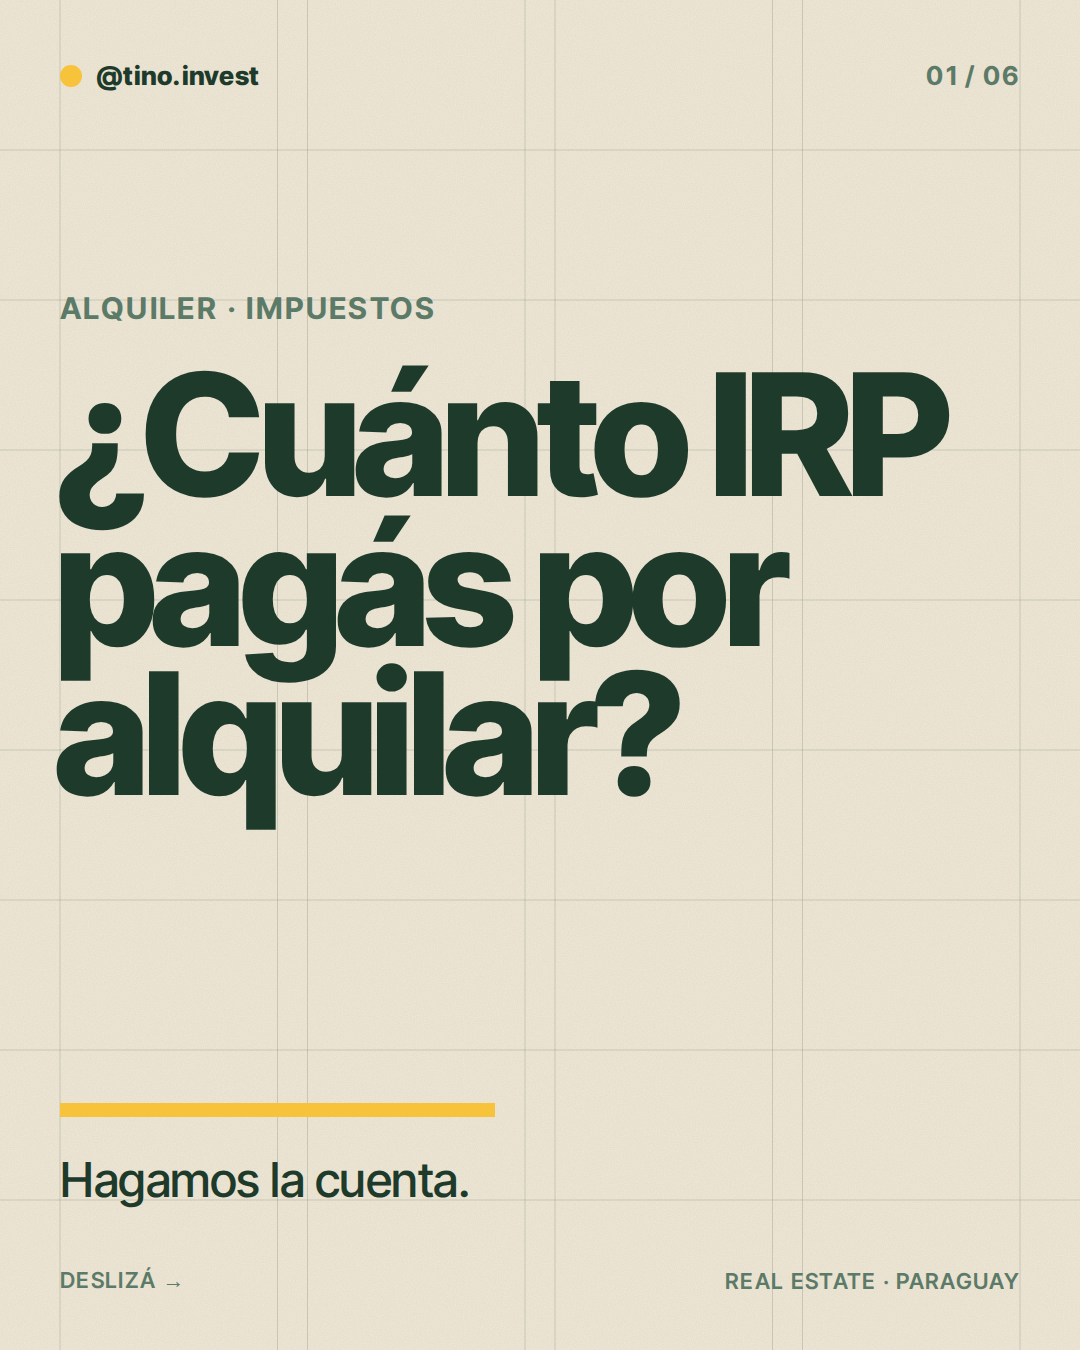 @tino.invest
01 / 06
ALQUILER · IMPUESTOS
¿Cuánto IRP
pagás por
alquilar?
Hagamos la cuenta.
DESLIZÁ →
REAL ESTATE · PARAGUAY